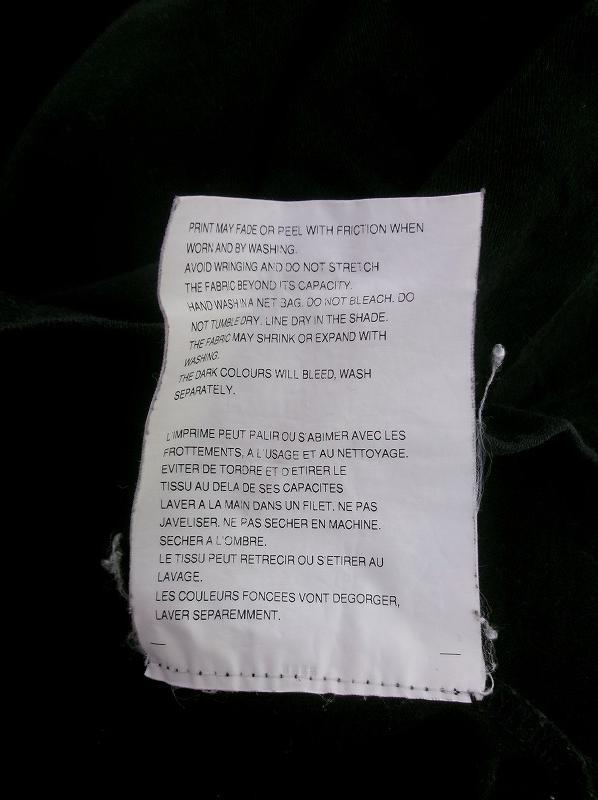 PRINT MAY FADE OR PEEL WITH FRICTION WHEN
WORN AND BY WASHING.
AVOID WRINGING AND DO NOT STRETCH
THE FABRIC BEYOND ITS CAPACITY.
HAND WASH IN A NET BAG. DO NOT BLEACH. DO
NOT TUMBLE DRY. LINE DRY IN THE SHADE.
THE FABRIC MAY SHRINK OR EXPAND WITH
WASHING.
THE DARK COLOURS WILL BLEED, WASH
SEPARATELY.
L'IMPRIME PEUT PALIR OU S'ABIMER AVEC LES
FROTTEMENTS, A L'USAGE ET AU NETTOYAGE.
EVITER DE TORDRE ET D'ETIRER LE
TISSU AU DELA DE SES CAPACITES
LAVER A LA MAIN DANS UN FILET. NE PAS
JAVELISER. NE PAS SECHER EN MACHINE.
SECHER A L'OMBRE.
LE TISSU PEUT RETRECIR OU S'ETIRER AU
LAVAGE.
LES COULEURS FONCEES VONT DEGORGER,
LAVER SEPAREMMENT.